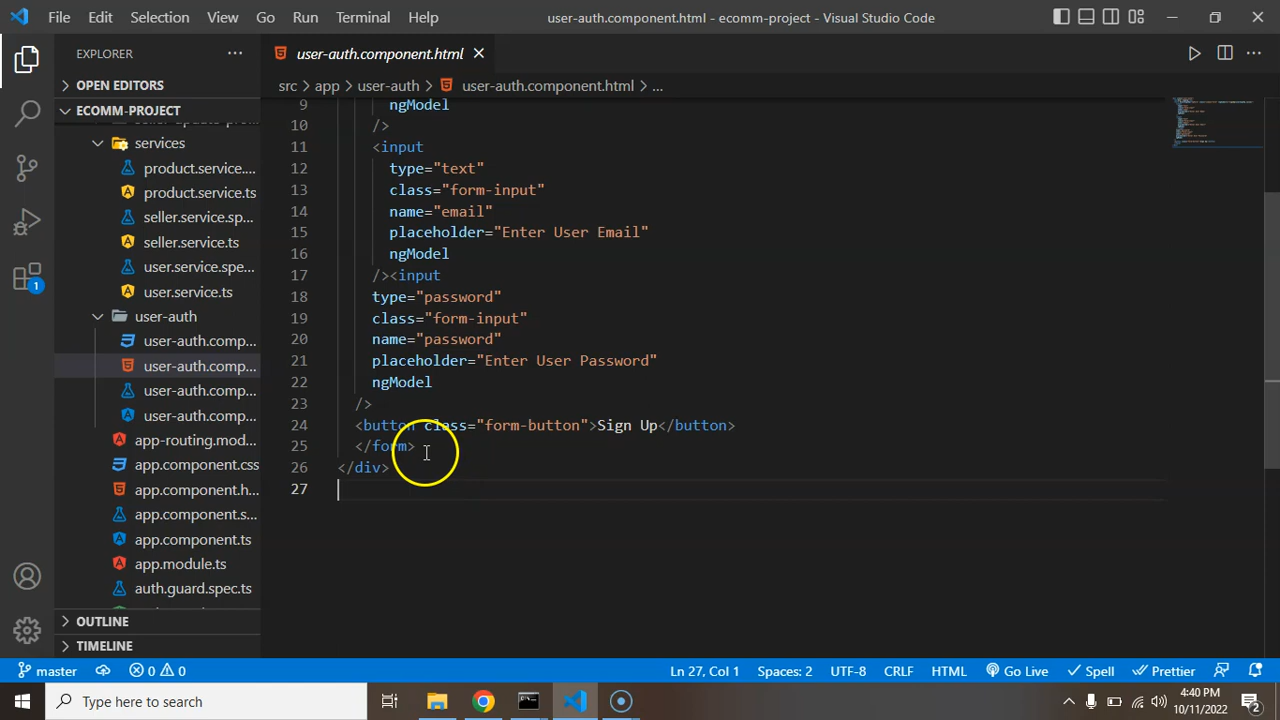 File Edit Selection View Go Run Terminal Help
user-auth.component.html - ecomm-project - Visual Studio Code
EXPLORER
OPEN EDITORS
ECOMM-PROJECT
services
product.service....
product.service.ts
seller.service.sp...
seller.service.ts
user.service.spe...
user.service.ts
user-auth
user-auth.comp...
user-auth.comp...
user-auth.comp...
user-auth.comp...
app-routing.mod...
app.component.css
app.component.h...
app.component.s...
app.component.ts
app.module.ts
auth.guard.spec.ts
OUTLINE
TIMELINE
1
user-auth.component.html
src > app > user-auth > user-auth.component.html > ...
9 ngModel
10 />
11 <input
12 type="text"
13 class="form-input"
14 name="email"
15 placeholder="Enter User Email"
16 ngModel
17 /><input
18 type="password"
19 class="form-input"
20 name="password"
21 placeholder="Enter User Password"
22 ngModel
23 />
24 <button class="form-button">Sign Up</button>
25 </form>
26 </div>
27
master 0 0 Ln 27, Col 1 Spaces: 2 UTF-8 CRLF HTML Go Live Spell Prettier
Type here to search
4:40 PM
10/11/2022
2